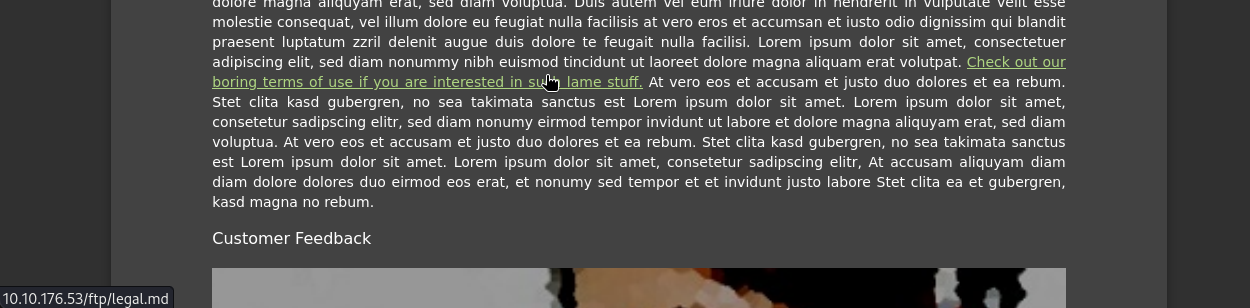 dolore magna aliquyam erat, sed diam voluptua. Duis autem vel eum iriure dolor in hendrerit in vulputate velit esse
molestie consequat, vel illum dolore eu feugiat nulla facilisis at vero eros et accumsan et iusto odio dignissim qui blandit
praesent luptatum zzril delenit augue duis dolore te feugait nulla facilisi. Lorem ipsum dolor sit amet, consectetuer
adipiscing elit, sed diam nonummy nibh euismod tincidunt ut laoreet dolore magna aliquam erat volutpat. Check out our
boring terms of use if you are interested in such lame stuff. At vero eos et accusam et justo duo dolores et ea rebum.
Stet clita kasd gubergren, no sea takimata sanctus est Lorem ipsum dolor sit amet. Lorem ipsum dolor sit amet,
consetetur sadipscing elitr, sed diam nonumy eirmod tempor invidunt ut labore et dolore magna aliquyam erat, sed diam
voluptua. At vero eos et accusam et justo duo dolores et ea rebum. Stet clita kasd gubergren, no sea takimata sanctus
est Lorem ipsum dolor sit amet. Lorem ipsum dolor sit amet, consetetur sadipscing elitr, At accusam aliquyam diam
diam dolore dolores duo eirmod eos erat, et nonumy sed tempor et et invidunt justo labore Stet clita ea et gubergren,
kasd magna no rebum.
Customer Feedback
10.10.176.53/ftp/legal.md